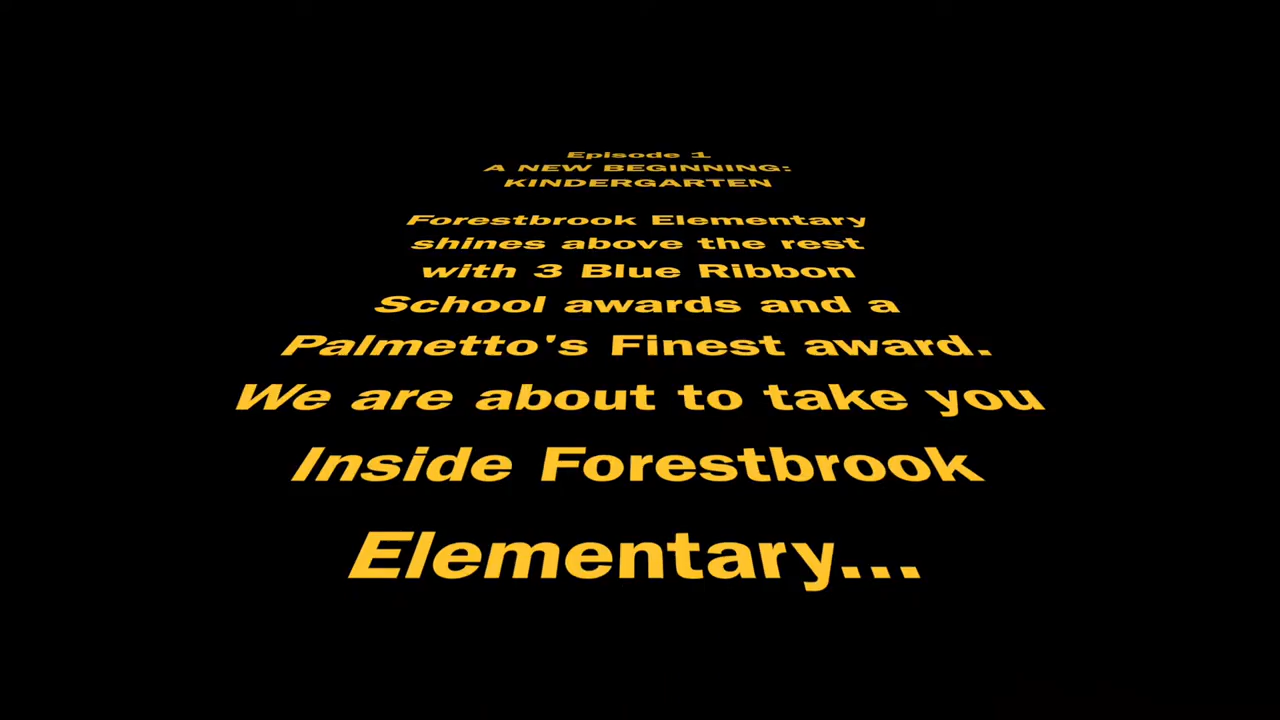 Episode 1
A NEW BEGINNING:
KINDERGARTEN
Forestbrook Elementary
shines above the rest
with 3 Blue Ribbon
School awards and a
Palmetto's Finest award.
We are about to take you
Inside Forestbrook
Elementary...